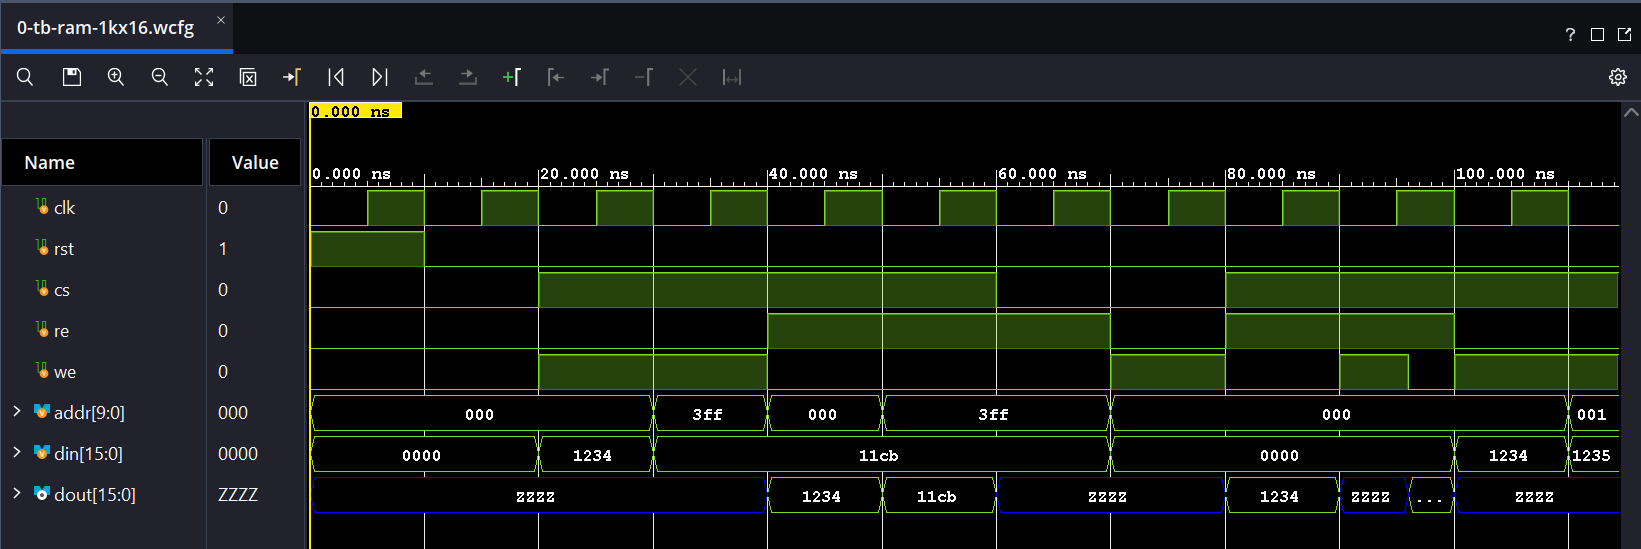 0-tb-ram-1kx16.wcfg ×
?
0.000 ns
Name Value
0.000 ns 20.000 ns 40.000 ns 60.000 ns 80.000 ns 100.000 ns
clk 0
rst 1
cs 0
re 0
we 0
addr[9:0] 000 000 3ff 000 3ff 000 001
din[15:0] 0000 0000 1234 11cb 0000 1234 1235
dout[15:0] ZZZZ zzzz 1234 11cb zzzz 1234 zzzz ... zzzz